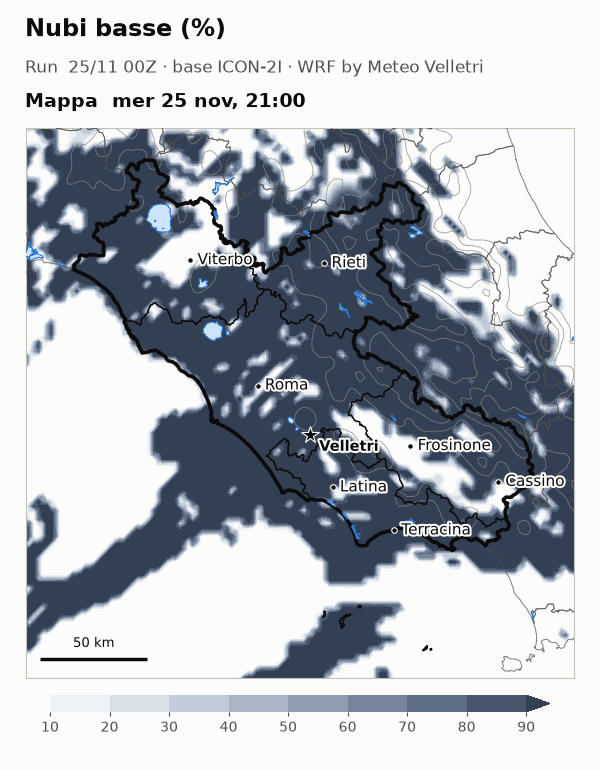 Nubi basse (%)
Run 25/11 00Z · base ICON-2I · WRF by Meteo Velletri
Mappa mer 25 nov, 21:00
Viterbo
Rieti
Roma
Velletri
Frosinone
Cassino
Latina
Terracina
50 km
10 20 30 40 50 60 70 80 90